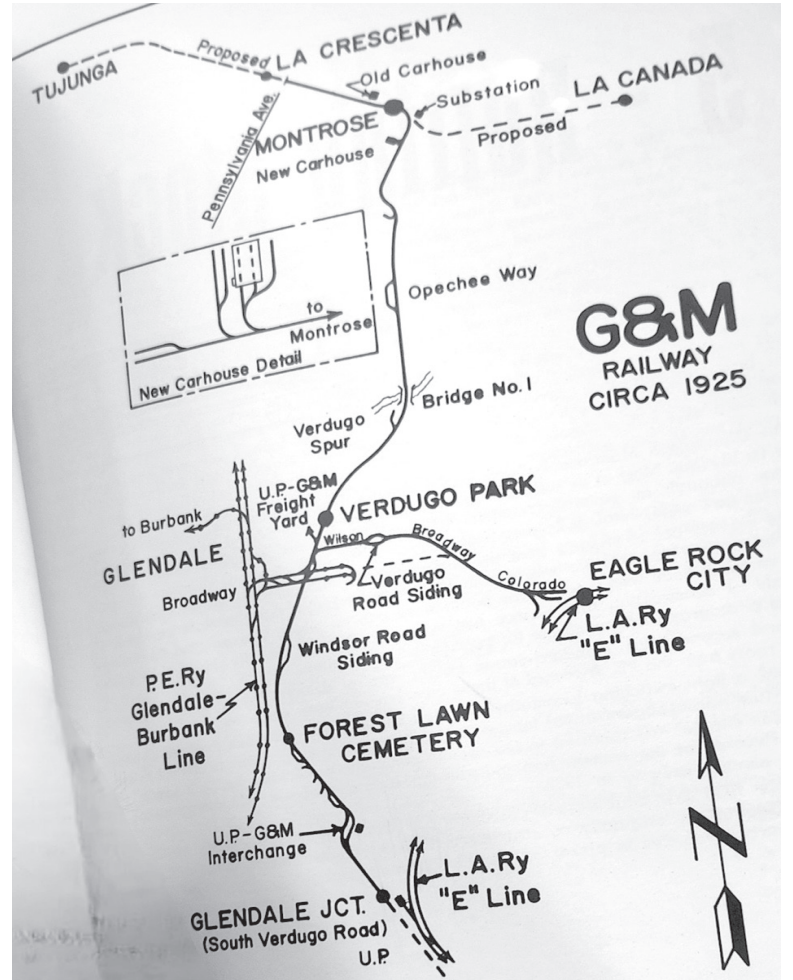 Proposed
LA CRESCENTA
TUJUNGA
Old Carhouse
Substation
LA CANADA
Proposed
Pennsylvania Ave.
MONTROSE
New Carhouse
Opechee Way
to
Montrose
New Carhouse Detail
G&M
RAILWAY
CIRCA 1925
Bridge No. 1
Verdugo
Spur
U.P.-G&M
Freight
Yard
VERDUGO PARK
to Burbank
Wilson
Broadway
GLENDALE
Broadway
Verdugo
Road Siding
Colorado
EAGLE ROCK
CITY
L.A.Ry
"E" Line
Windsor Road
Siding
P.E.Ry
Glendale-
Burbank
Line
FOREST LAWN
CEMETERY
U.P.-G&M
Interchange
L.A.Ry
"E" Line
GLENDALE JCT.
(South Verdugo Road)
U.P.
N